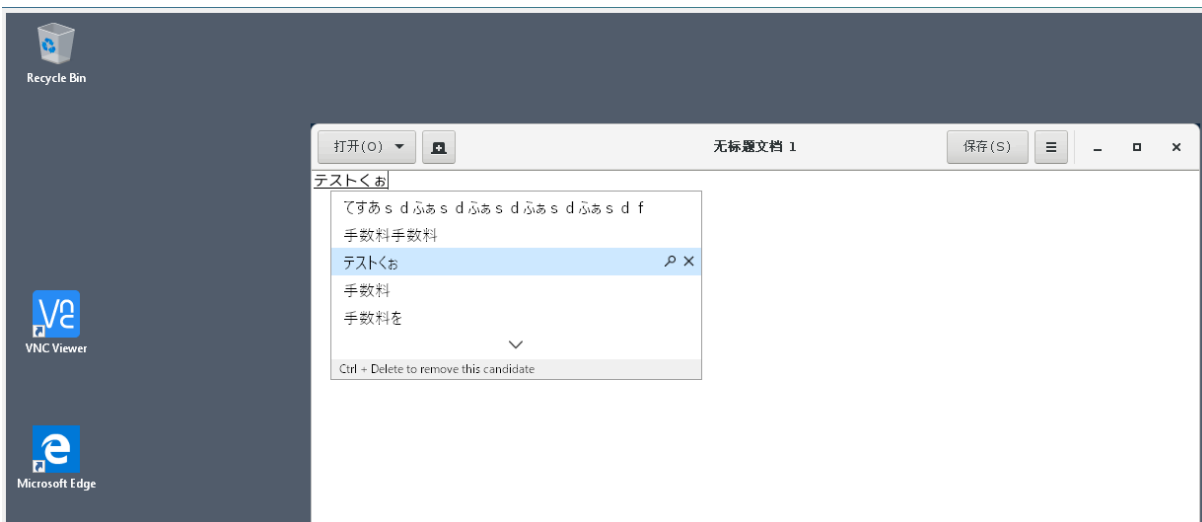 Recycle Bin
打开(O)
无标题文档 1
保存(S)
テストくぉ
てすあｓｄふぁｓｄふぁｓｄふぁｓｄふぁｓｄｆ
手数料手数料
テストくぉ
手数料
手数料を
Ctrl + Delete to remove this candidate
VNC Viewer
Microsoft Edge